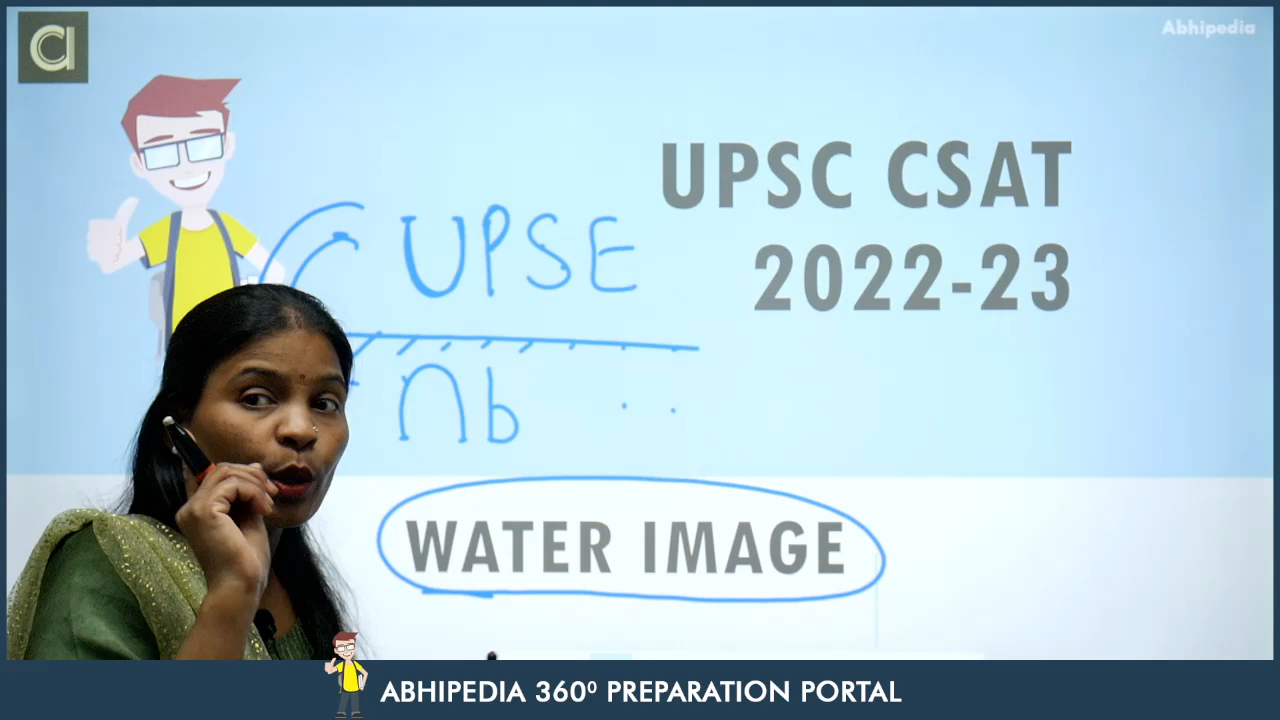 Abhipedia
UPSC CSAT
2022-23
UPSE
WATER IMAGE
ABHIPEDIA 360⁰ PREPARATION PORTAL